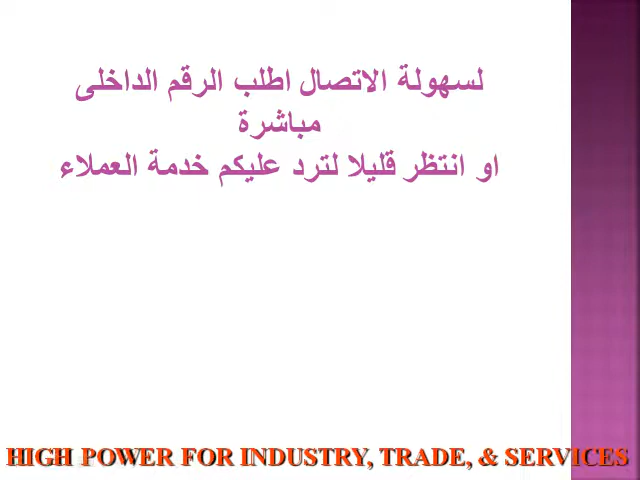 لسهولة الاتصال اطلب الرقم الداخلى
مباشرة
او انتظر قليلا لترد عليكم خدمة العملاء
HIGH POWER FOR INDUSTRY, TRADE, & SERVICES